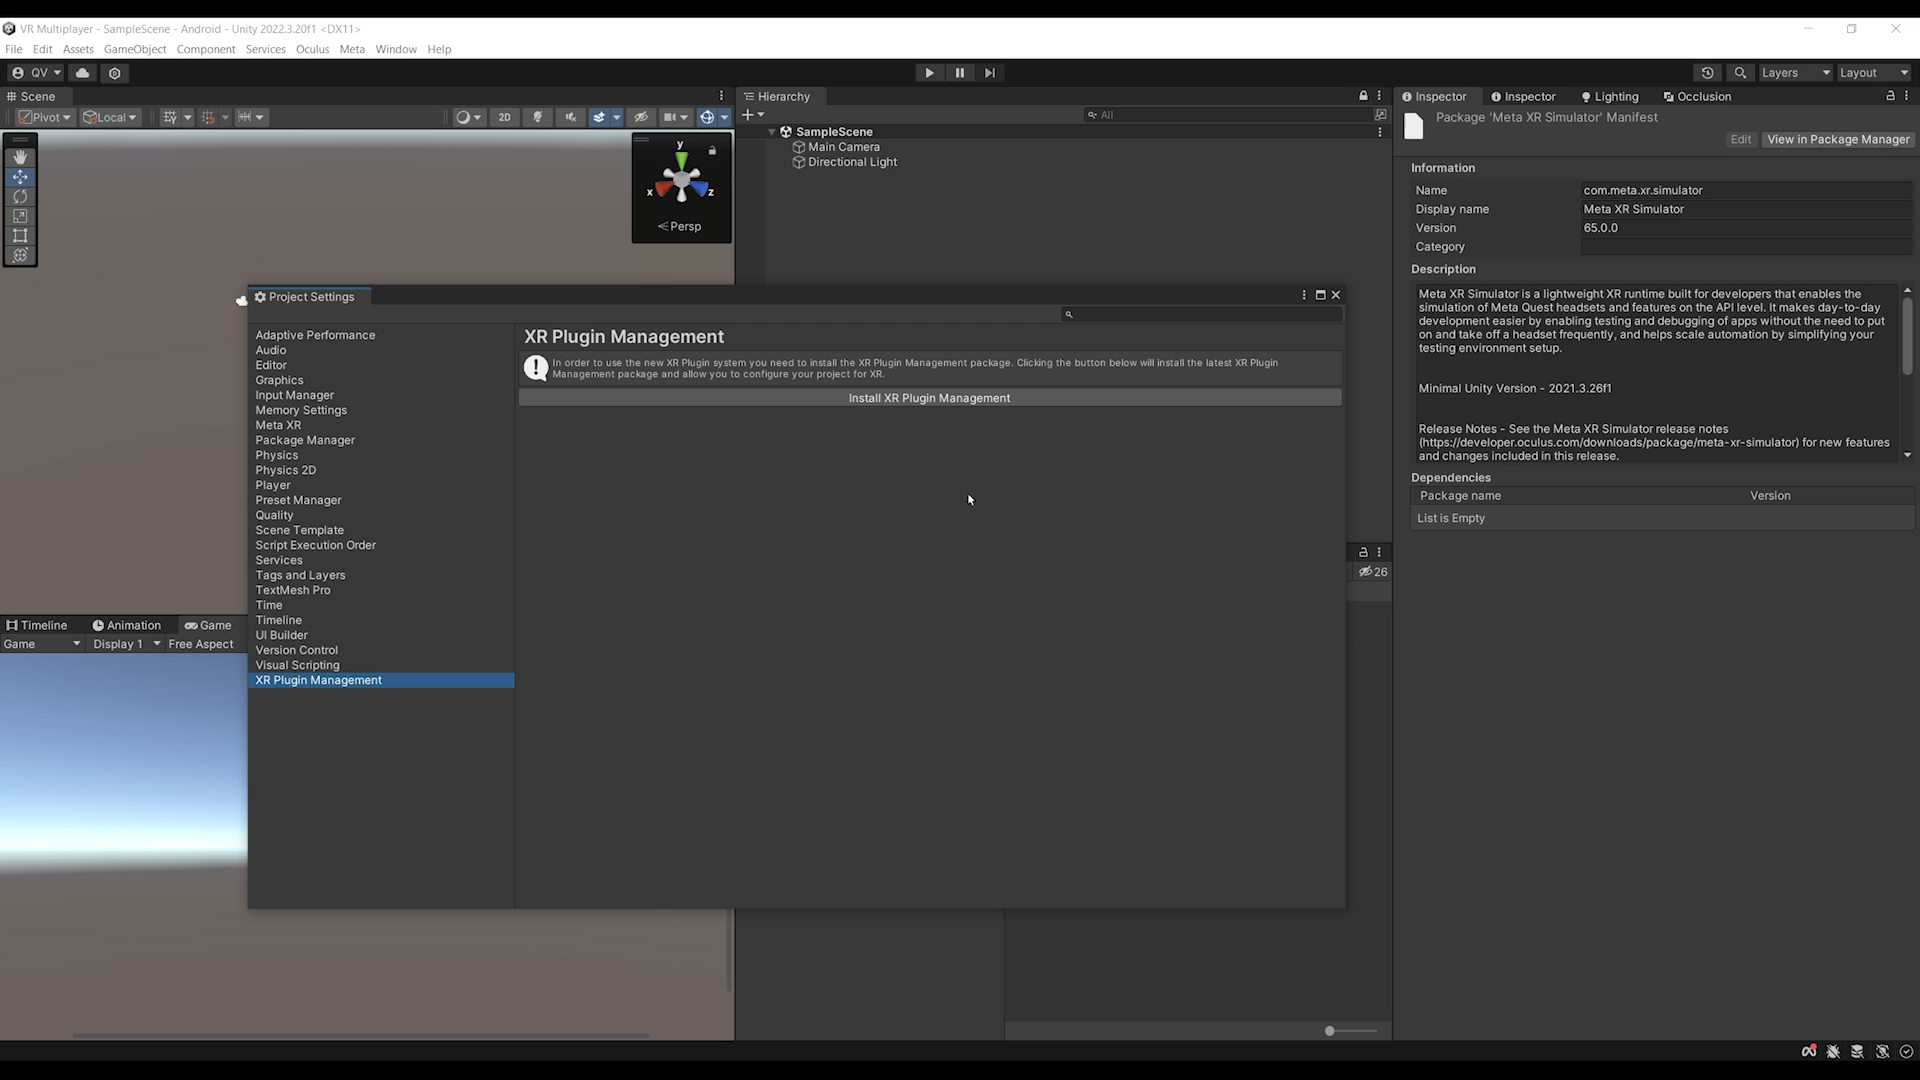 VR Multiplayer - SampleScene - Android - Unity 2022.3.20f1 <DX11>
File Edit Assets GameObject Component Services Oculus Meta Window Help
QV Layers Layout
Scene
Pivot Local 2D
y
x z
Persp
Hierarchy
All
SampleScene
Main Camera
Directional Light
Project Settings
Adaptive Performance
Audio
Editor
Graphics
Input Manager
Memory Settings
Meta XR
Package Manager
Physics
Physics 2D
Player
Preset Manager
Quality
Scene Template
Script Execution Order
Services
Tags and Layers
TextMesh Pro
Time
Timeline
UI Builder
Version Control
Visual Scripting
XR Plugin Management
XR Plugin Management
In order to use the new XR Plugin system you need to install the XR Plugin Management package. Clicking the button below will install the latest XR Plugin
Management package and allow you to configure your project for XR.
Install XR Plugin Management
26
Timeline Animation Game
Game Display 1 Free Aspect
Inspector Inspector Lighting Occlusion
Package 'Meta XR Simulator' Manifest
Edit View in Package Manager
Information
Name com.meta.xr.simulator
Display name Meta XR Simulator
Version 65.0.0
Category
Description
Meta XR Simulator is a lightweight XR runtime built for developers that enables the
simulation of Meta Quest headsets and features on the API level. It makes day-to-day
development easier by enabling testing and debugging of apps without the need to put
on and take off a headset frequently, and helps scale automation by simplifying your
testing environment setup.
Minimal Unity Version - 2021.3.26f1
Release Notes - See the Meta XR Simulator release notes
(https://developer.oculus.com/downloads/package/meta-xr-simulator) for new features
and changes included in this release.
Dependencies
Package name Version
List is Empty